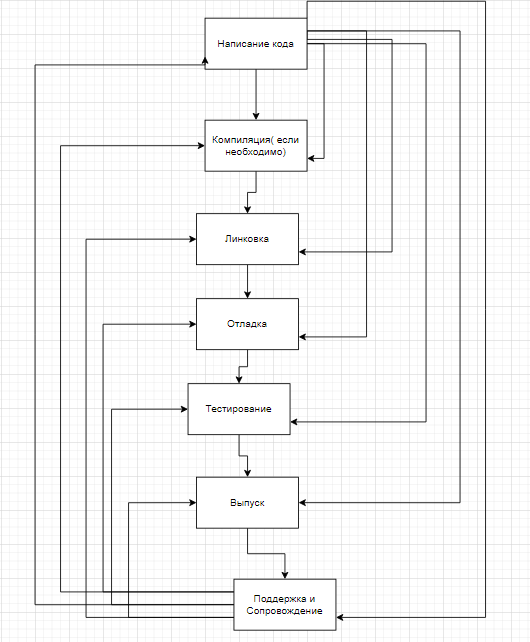 Написание кода
Компиляция( если
необходимо)
Линковка
Отладка
Тестирование
Выпуск
Поддержка и
Сопровождение